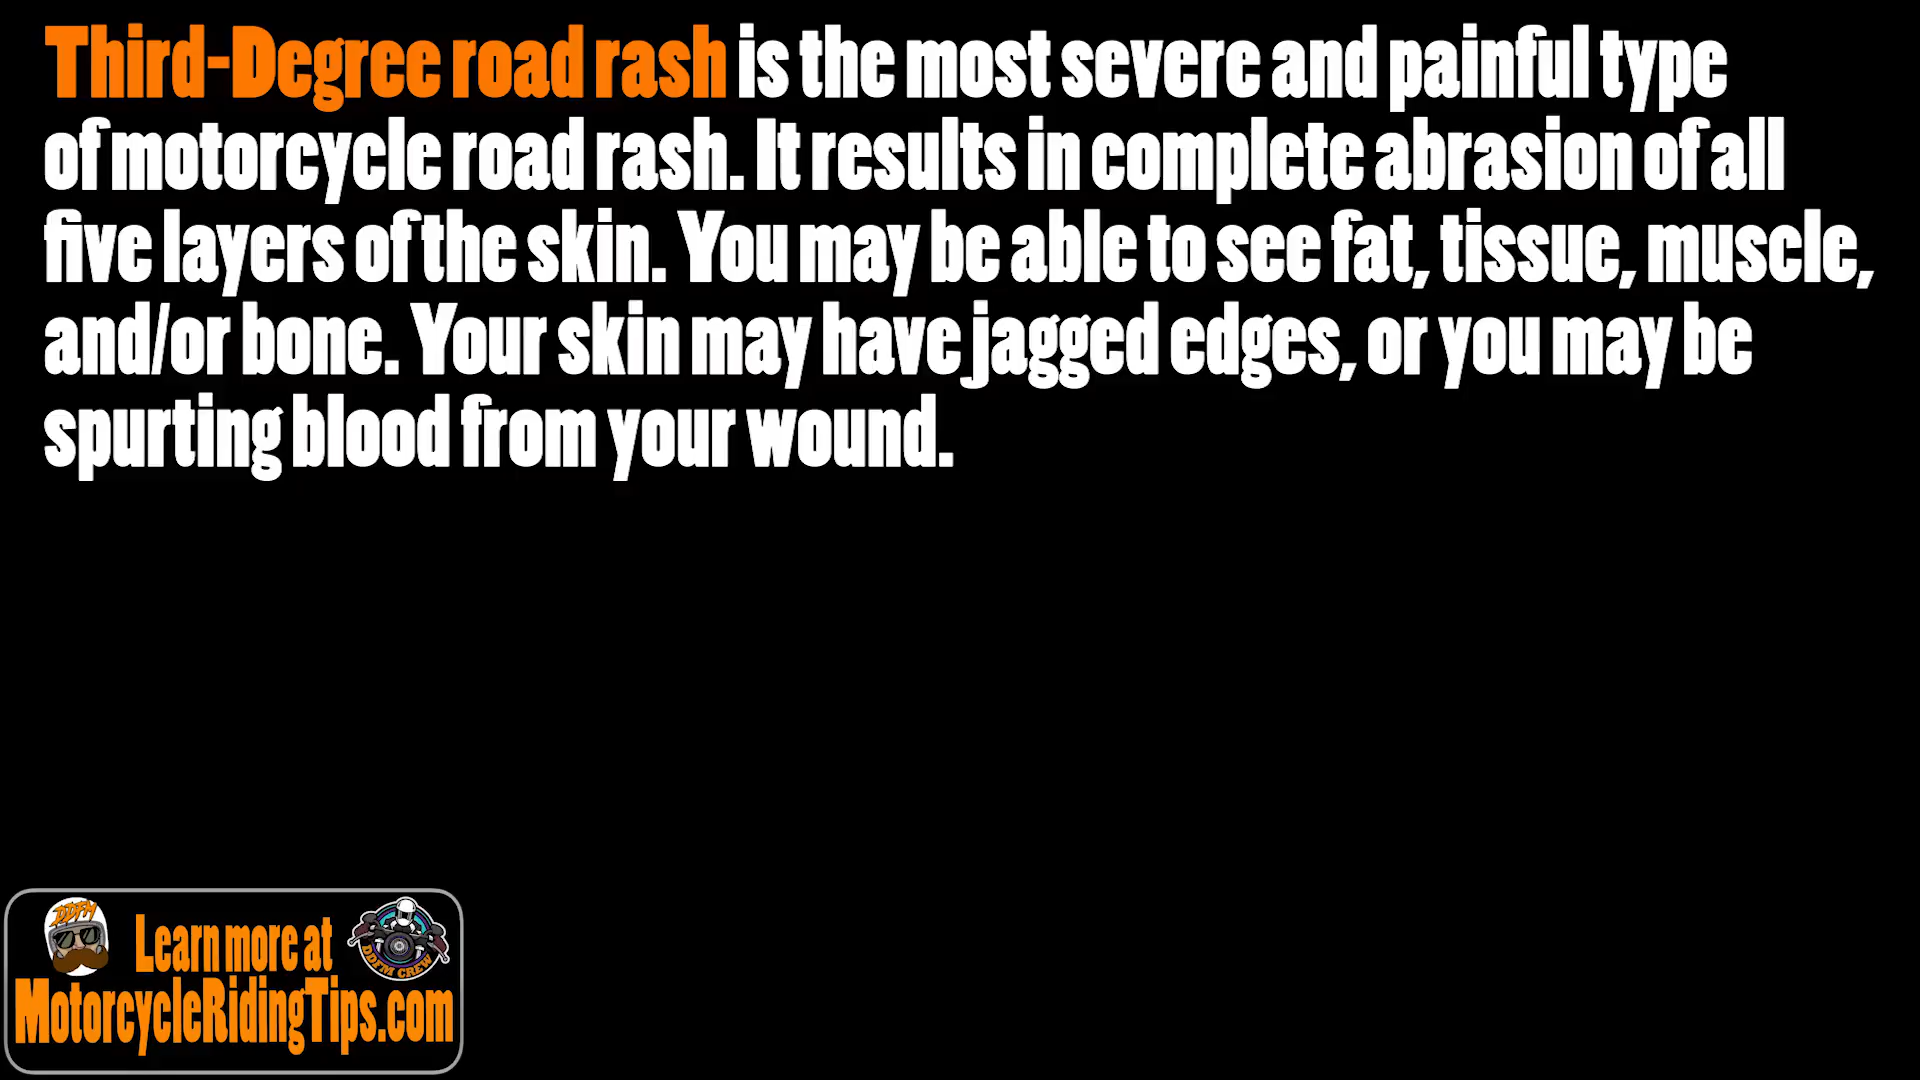 Third-Degree road rash is the most severe and painful type
of motorcycle road rash. It results in complete abrasion of all
five layers of the skin. You may be able to see fat, tissue, muscle,
and/or bone. Your skin may have jagged edges, or you may be
spurting blood from your wound.
DDFM
Learn more at
DDFM CREW
MotorcycleRidingTips.com